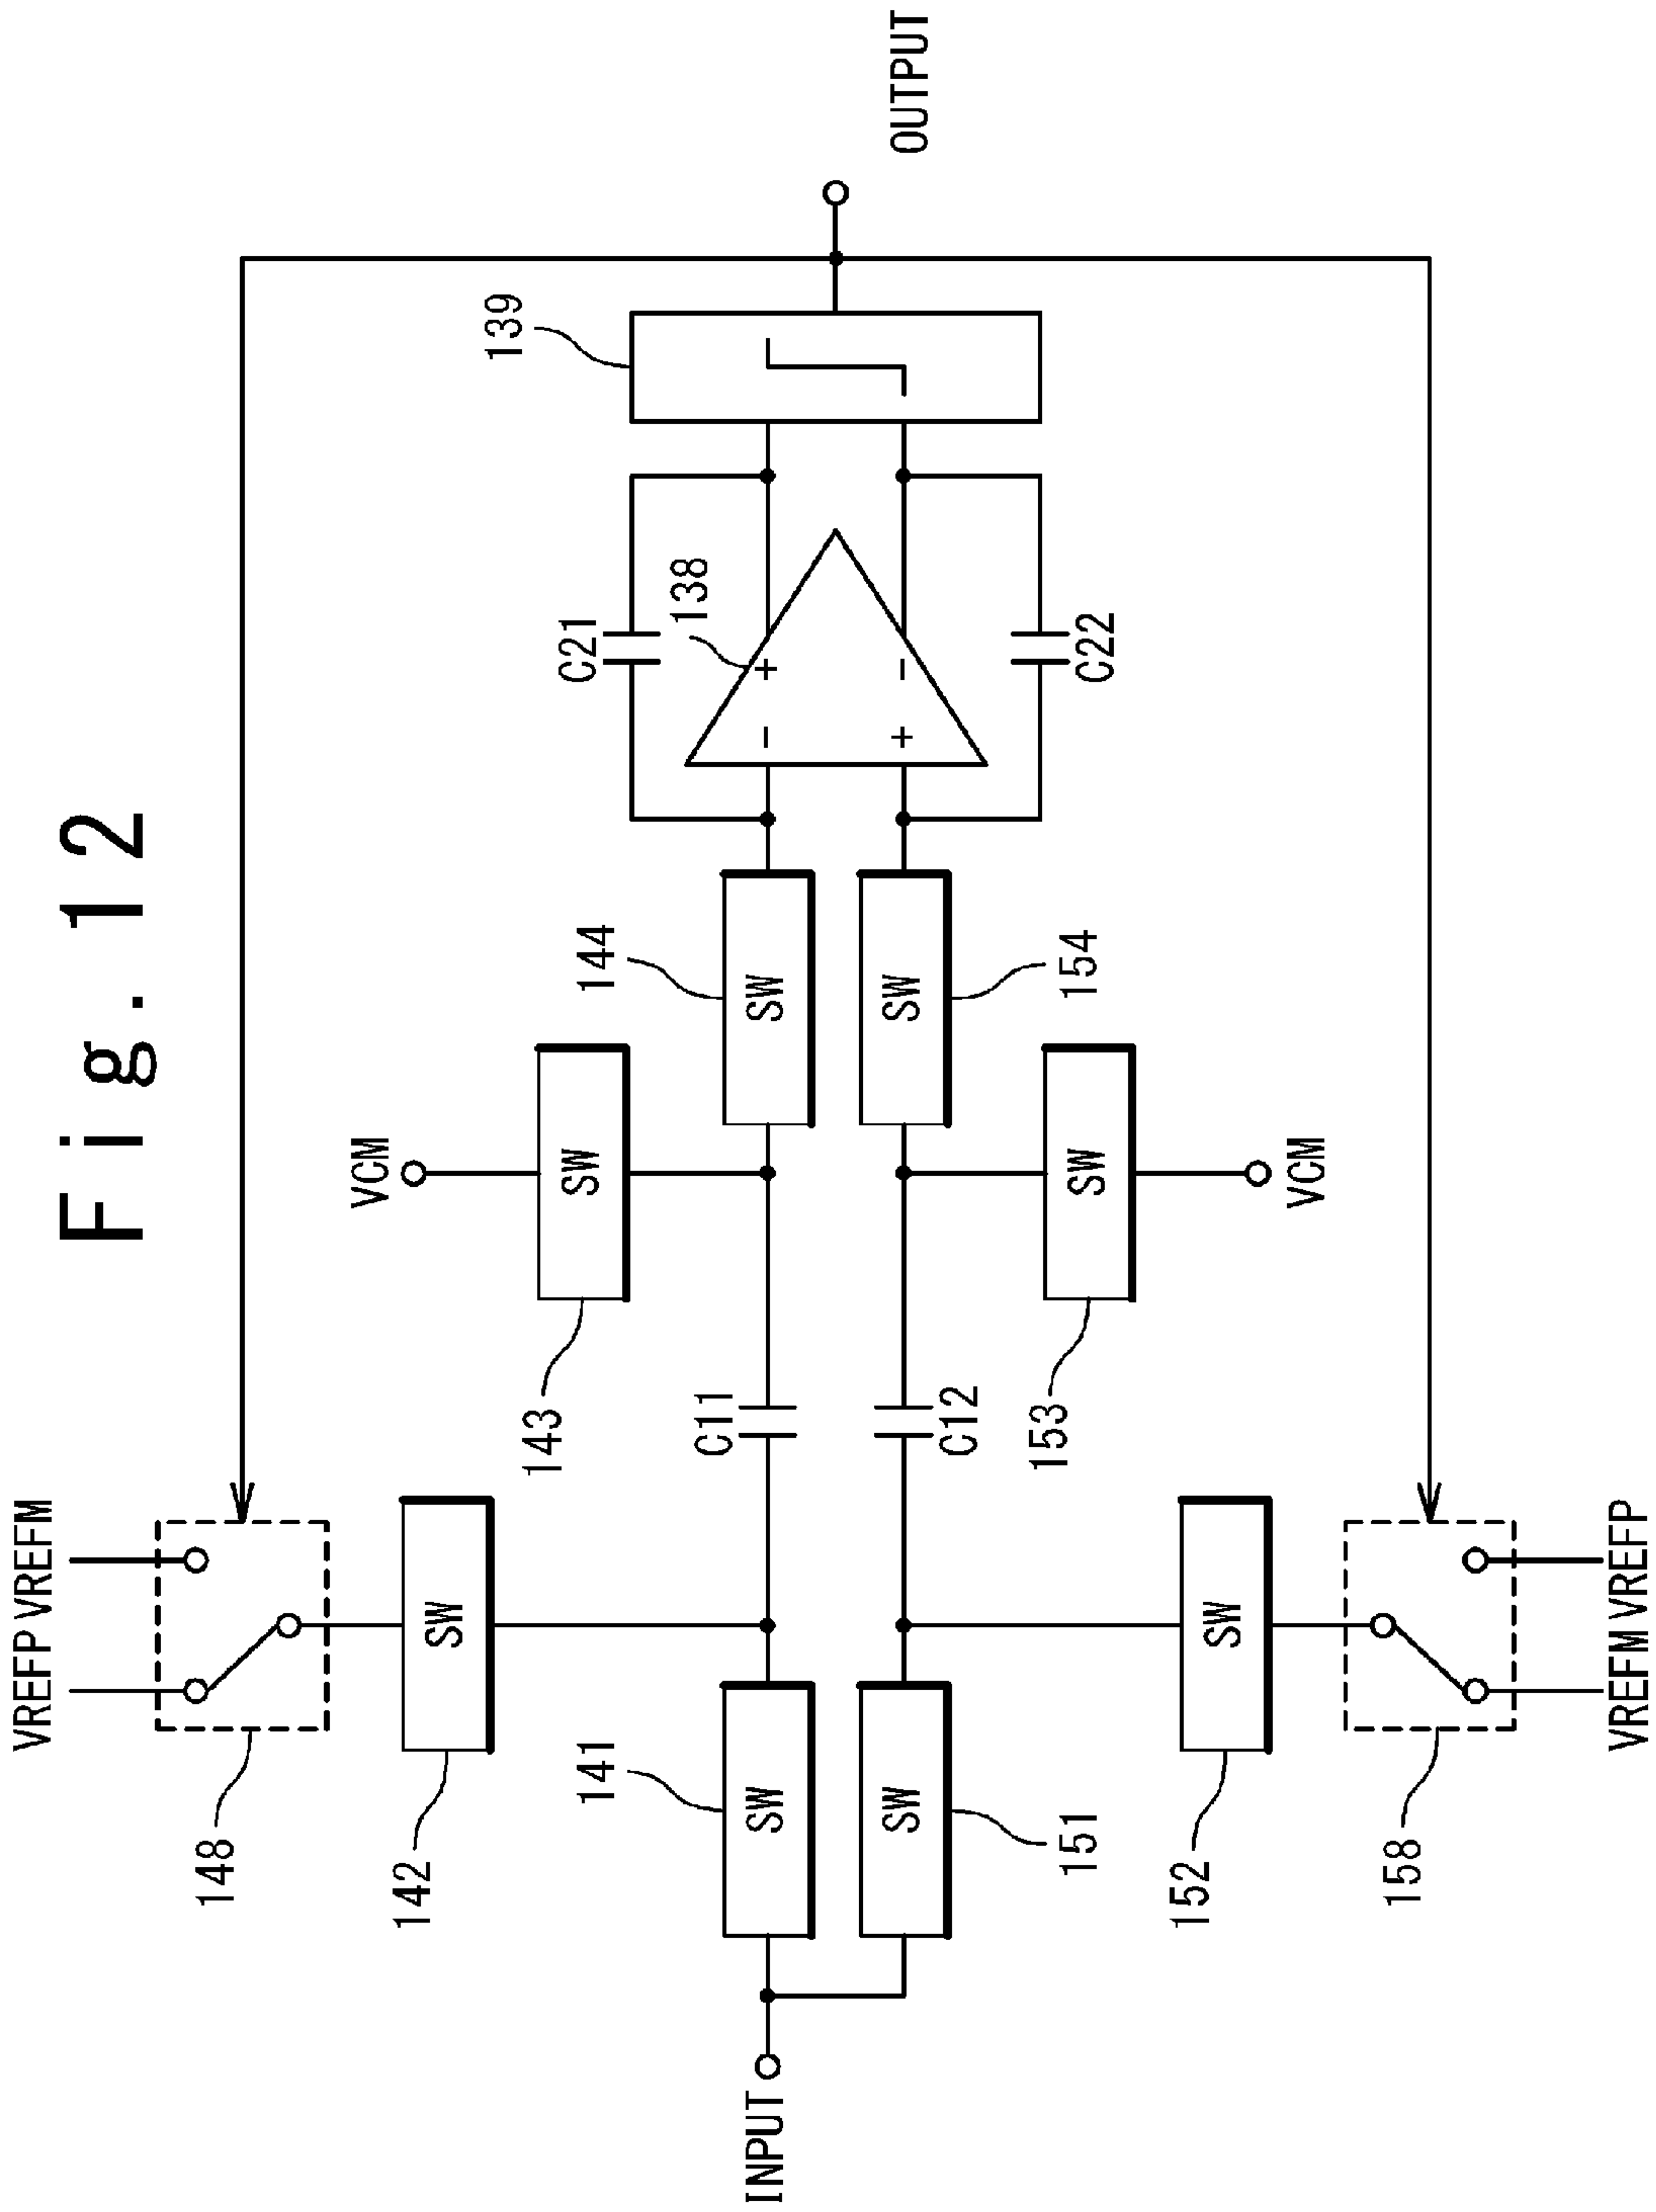 Fig. 12
VREFP VREFM
148
142
SW
VCM
143
SW
C11
141
SW
144
SW
C21
138
- +
+ -
139
INPUT
OUTPUT
151
SW
C12
154
SW
C22
153
SW
VCM
152
SW
158
VREFM VREFP